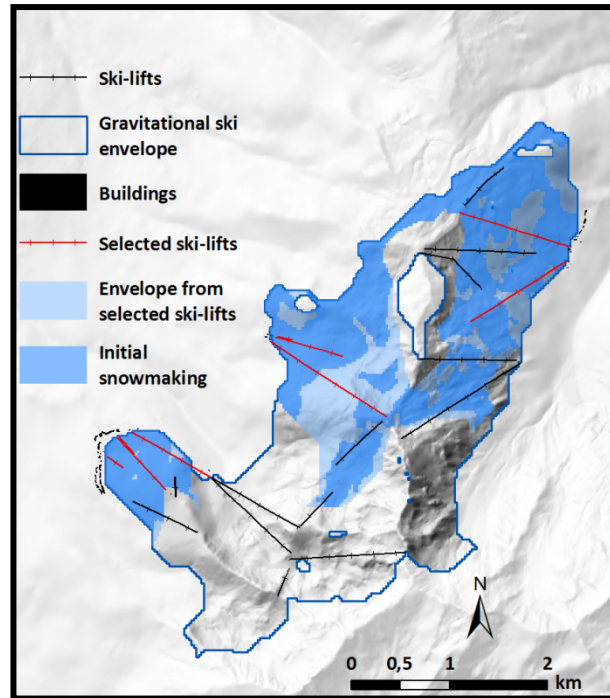 Ski-lifts
Gravitational ski
envelope
Buildings
Selected ski-lifts
Envelope from
selected ski-lifts
Initial
snowmaking
N
0 0,5 1 2
km